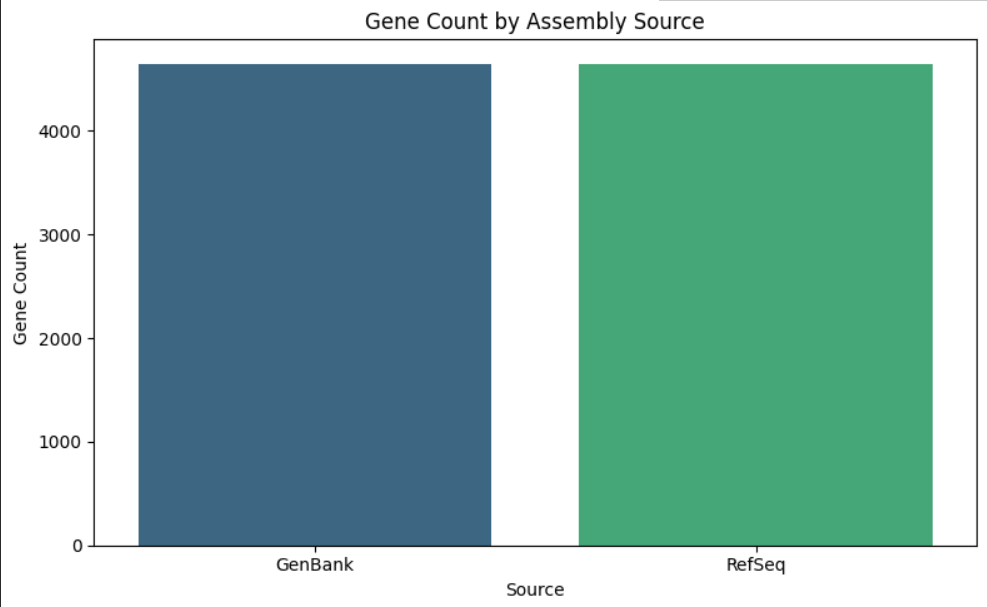 Gene Count by Assembly Source
Gene Count
4000
3000
2000
1000
0
GenBank
RefSeq
Source